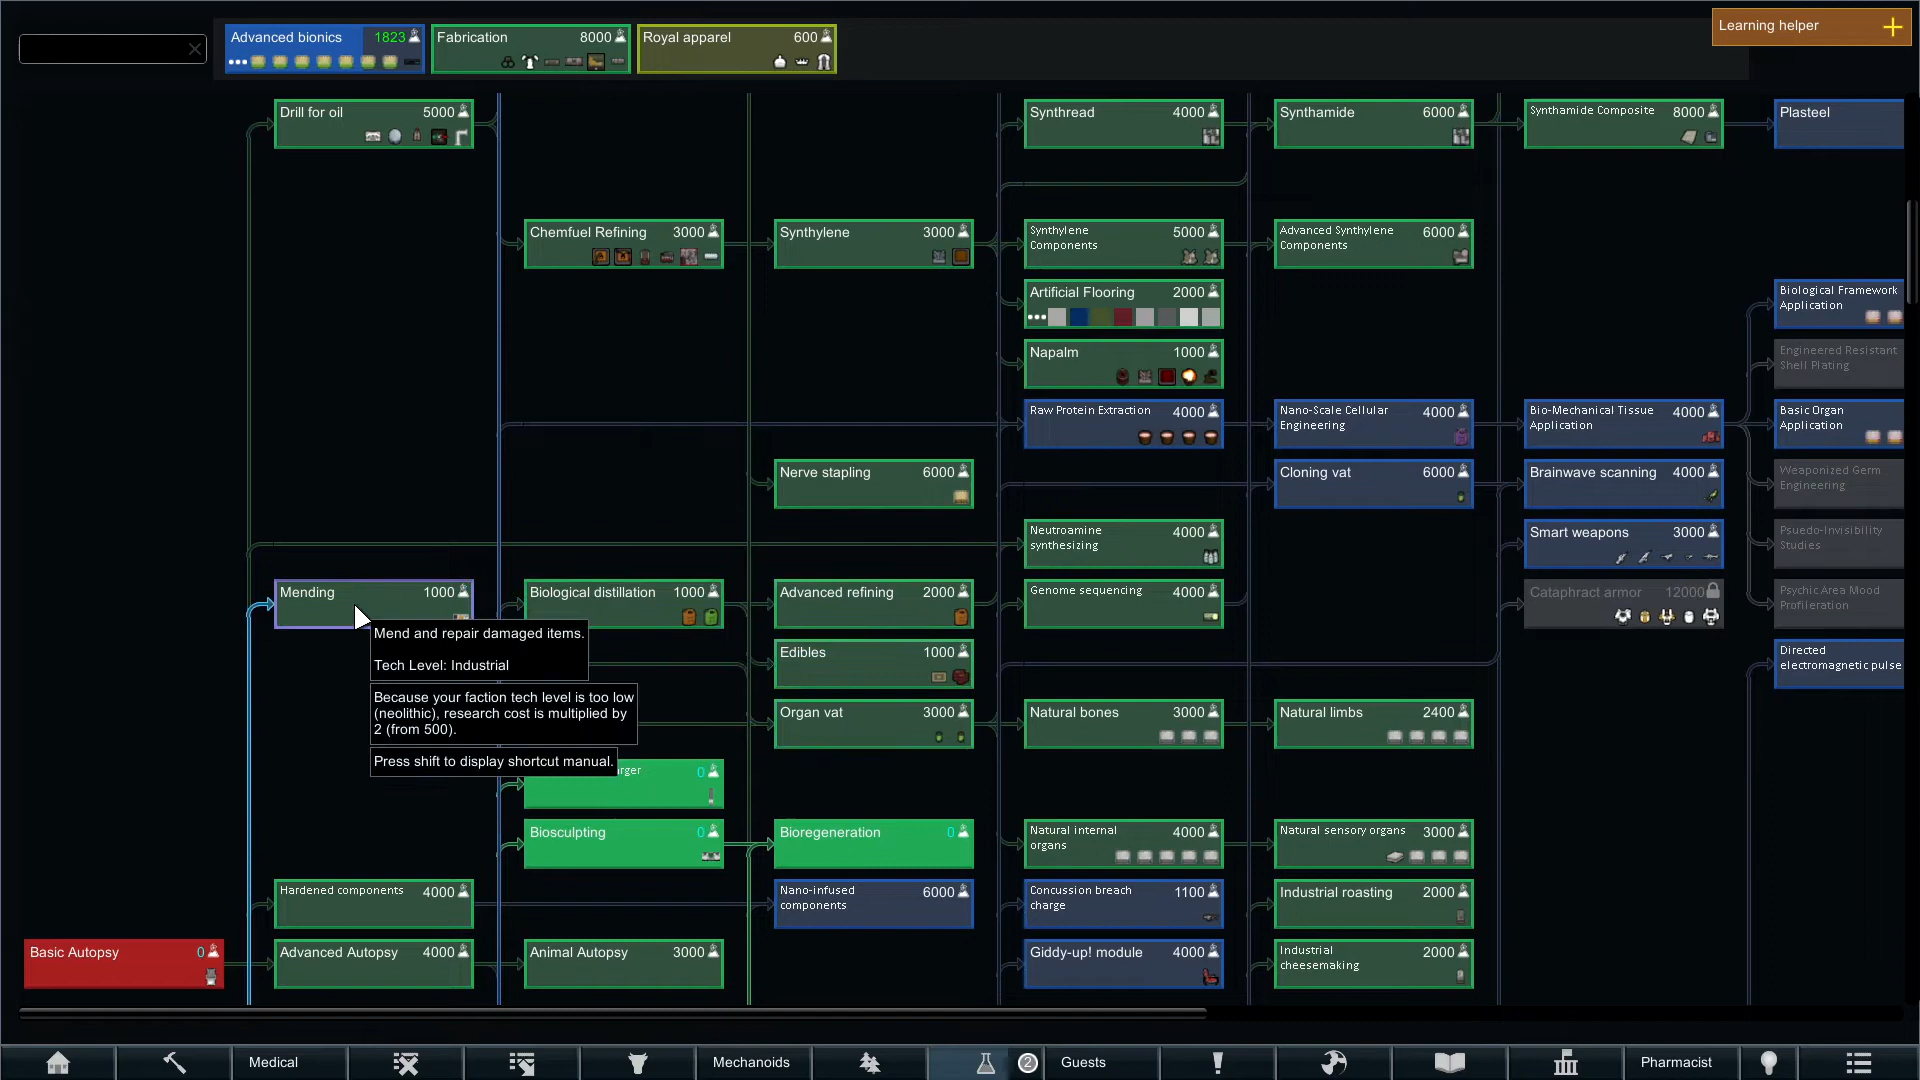 Advanced bionics 1823
Fabrication 8000
Royal apparel 600
Learning helper
Drill for oil 5000
Synthread 4000
Synthamide 6000
Synthamide Composite 8000
Plasteel
Chemfuel Refining 3000
Synthylene 3000
Synthylene
Components
5000
Advanced Synthylene
Components
6000
Artificial Flooring 2000
Biological Framework
Application
Napalm 1000
Engineered Resistant
Shell Plating
Raw Protein Extraction 4000
Nano-Scale Cellular
Engineering
4000
Bio-Mechanical Tissue
Application
4000
Basic Organ
Application
Nerve stapling 6000
Cloning vat 6000
Brainwave scanning 4000
Weaponized Germ
Engineering
Neutroamine
synthesizing
4000
Smart weapons 3000
Psuedo-Invisibility
Studies
Mending 1000
Biological distillation 1000
Advanced refining 2000
Genome sequencing 4000
Cataphract armor 12000
Psychic Area Mood
Profileration
Mend and repair damaged items.
Tech Level: Industrial
Because your faction tech level is too low
(neolithic), research cost is multiplied by
2 (from 500).
Press shift to display shortcut manual.
Edibles 1000
Directed
electromagnetic pulse
Organ vat 3000
Natural bones 3000
Natural limbs 2400
0
Biosculpting 0
Bioregeneration 0
Natural internal
organs
4000
Natural sensory organs 3000
Hardened components 4000
Nano-infused
components
6000
Concussion breach
charge
1100
Industrial roasting 2000
Basic Autopsy 0
Advanced Autopsy 4000
Animal Autopsy 3000
Giddy-up! module 4000
Industrial
cheesemaking
2000
Medical
Mechanoids
2
Guests
Pharmacist